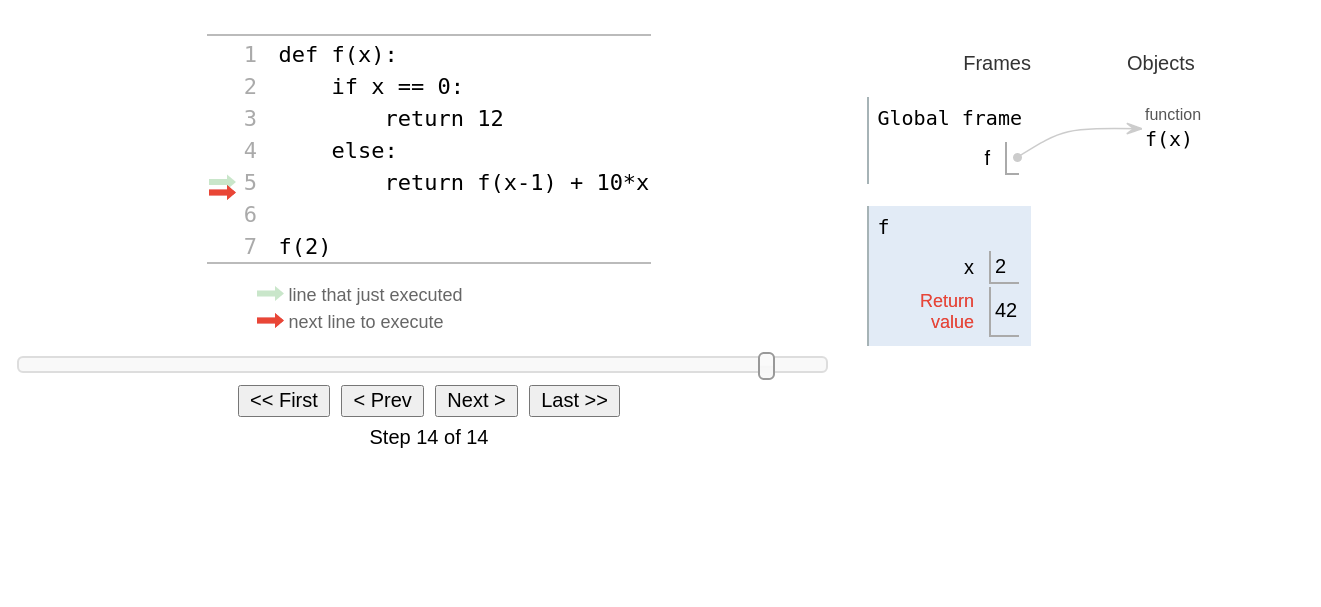 1 def f(x):
2     if x == 0:
3         return 12
4     else:
5         return f(x-1) + 10*x
6
7 f(2)
line that just executed
next line to execute
<< First < Prev Next > Last >>
Step 14 of 14
Frames Objects
Global frame
f
function
f(x)
f
x 2
Return
value 42